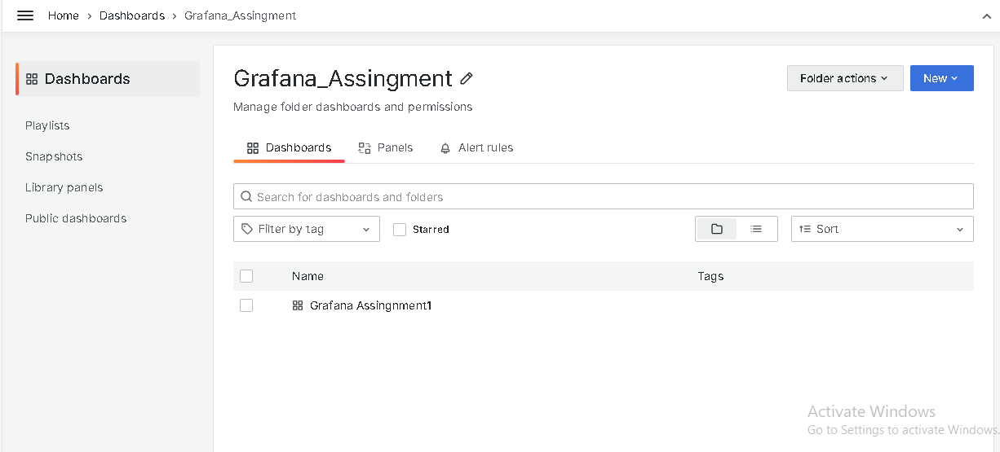 Home › Dashboards › Grafana_Assingment
Dashboards
Playlists
Snapshots
Library panels
Public dashboards
Grafana_Assingment
Folder actions
New
Manage folder dashboards and permissions
Dashboards Panels Alert rules
Search for dashboards and folders
Filter by tag Starred Sort
Name Tags
Grafana Assingnment1
Activate Windows
Go to Settings to activate Windows.